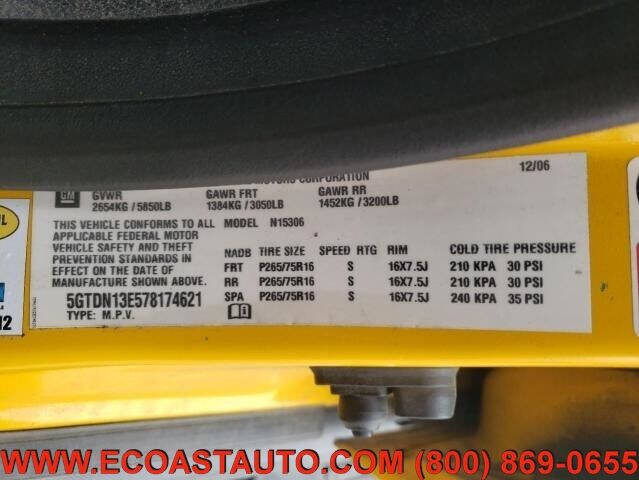 MOTORS CORPORATION 12/06
GM GVWR GAWR FRT GAWR RR
2654KG / 5850LB 1384KG / 3050LB 1452KG / 3200LB
THIS VEHICLE CONFORMS TO ALL MODEL N15306
APPLICABLE FEDERAL MOTOR
VEHICLE SAFETY AND THEFT
PREVENTION STANDARDS IN
EFFECT ON THE DATE OF
MANUFACTURE SHOWN ABOVE.
5GTDN13E578174621
TYPE: M.P.V.
NADB TIRE SIZE SPEED RTG RIM COLD TIRE PRESSURE
FRT P265/75R16 S 16X7.5J 210 KPA 30 PSI
RR P265/75R16 S 16X7.5J 210 KPA 30 PSI
SPA P265/75R16 S 16X7.5J 240 KPA 35 PSI
WWW.ECOASTAUTO.COM (800) 869-0655